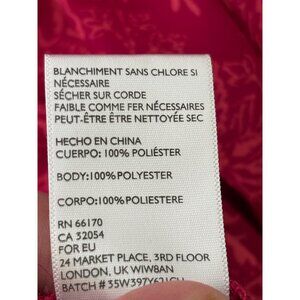 BLANCHIMENT SANS CHLORE SI
NÉCESSAIRE
SÉCHER SUR CORDE
FAIBLE COMME FER NÉCESSAIRES
PEUT-ÊTRE ÊTRE NETTOYÉE SEC
HECHO EN CHINA
CUERPO: 100% POLIÉSTER
BODY:100% POLYESTER
CORPO:100% POLIESTERE
RN 66170
CA 32054
FOR EU
24 MARKET PLACE, 3RD FLOOR
LONDON, UK WIW8AN
BATCH #